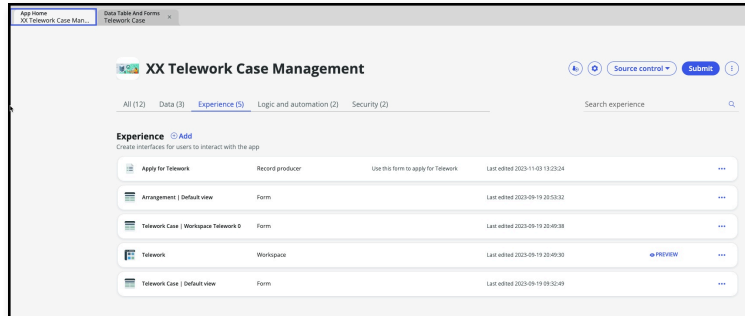 App Home
XX Telework Case Man...
Data Table And Forms
Telework Case
×
XX Telework Case Management
Source control
Submit
All (12) Data (3) Experience (5) Logic and automation (2) Security (2)
Search experience
Experience Add
Create interfaces for users to interact with the app
Apply for Telework Record producer Use this form to apply for Telework Last edited 2023-11-03 13:23:24
Arrangement | Default view Form Last edited 2023-09-19 20:53:32
Telework Case | Workspace Telework 0 Form Last edited 2023-09-19 20:49:38
Telework Workspace Last edited 2023-09-19 20:49:30 PREVIEW
Telework Case | Default view Form Last edited 2023-09-19 09:32:49